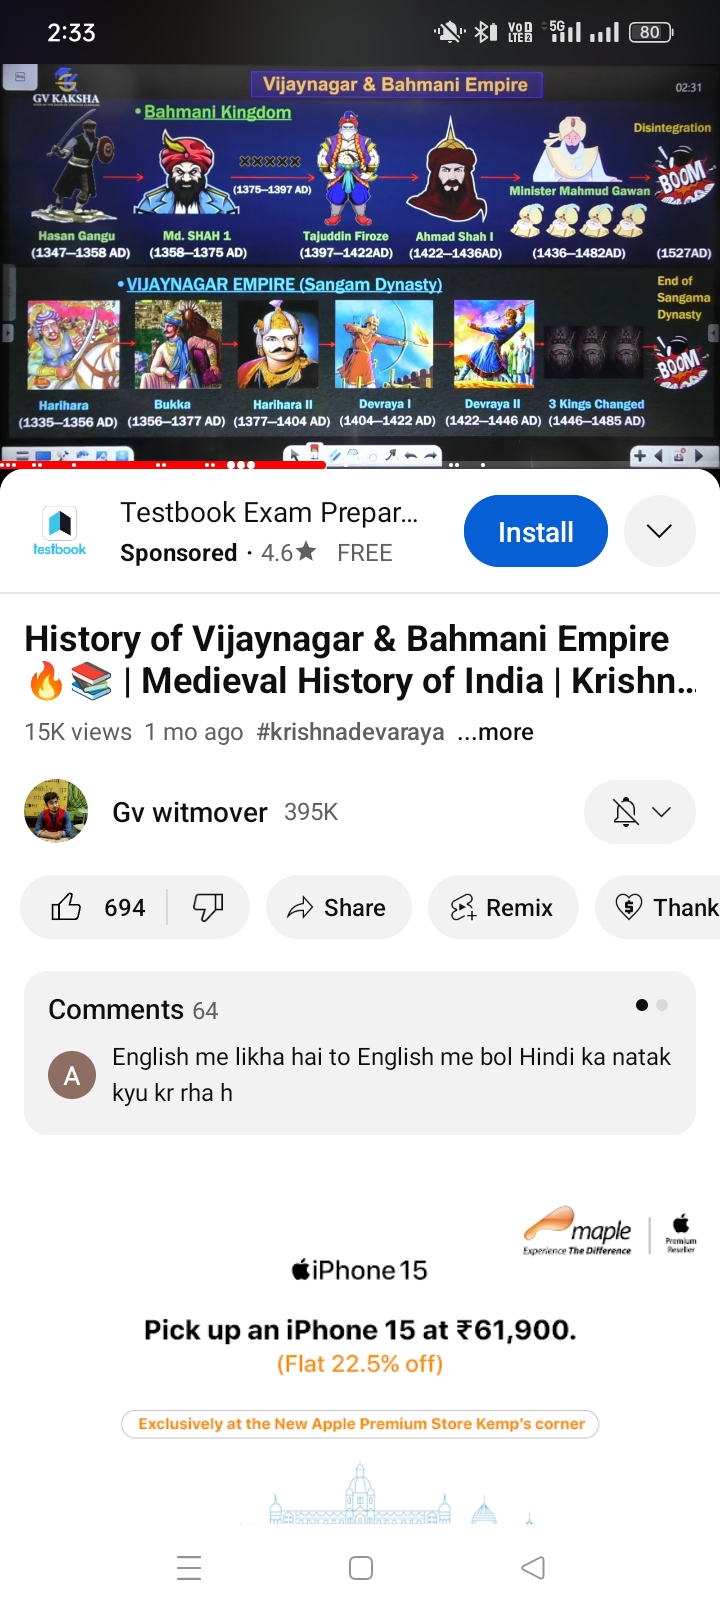 2:33
VoD
LTE2
5G
80
Vijaynagar & Bahmani Empire
02:31
GV KAKSHA
•Bahmani Kingdom
Disintegration
xxxxx
(1375—1397 AD)
BOOM
Minister Mahmud Gawan
Hasan Gangu
(1347—1358 AD)
Md. SHAH 1
(1358—1375 AD)
Tajuddin Firoze
(1397—1422AD)
Ahmad Shah I
(1422—1436AD)
(1436—1482AD)
(1527AD)
•VIJAYNAGAR EMPIRE (Sangam Dynasty)
End of
Sangama
Dynasty
BOOM
Harihara
(1335—1356 AD)
Bukka
(1356—1377 AD)
Harihara II
(1377—1404 AD)
Devraya I
(1404—1422 AD)
Devraya II
(1422—1446 AD)
3 Kings Changed
(1446—1485 AD)
testbook
Testbook Exam Prepar...
Sponsored · 4.6★ FREE
Install
History of Vijaynagar & Bahmani Empire
🔥📚 | Medieval History of India | Krishn...
15K views 1 mo ago #krishnadevaraya ...more
Gv witmover 395K
694
Share
Remix
Thank
Comments 64
A
English me likha hai to English me bol Hindi ka natak
kyu kr rha h
maple
Experience The Difference
Premium
Reseller
iPhone 15
Pick up an iPhone 15 at ₹61,900.
(Flat 22.5% off)
Exclusively at the New Apple Premium Store Kemp's corner